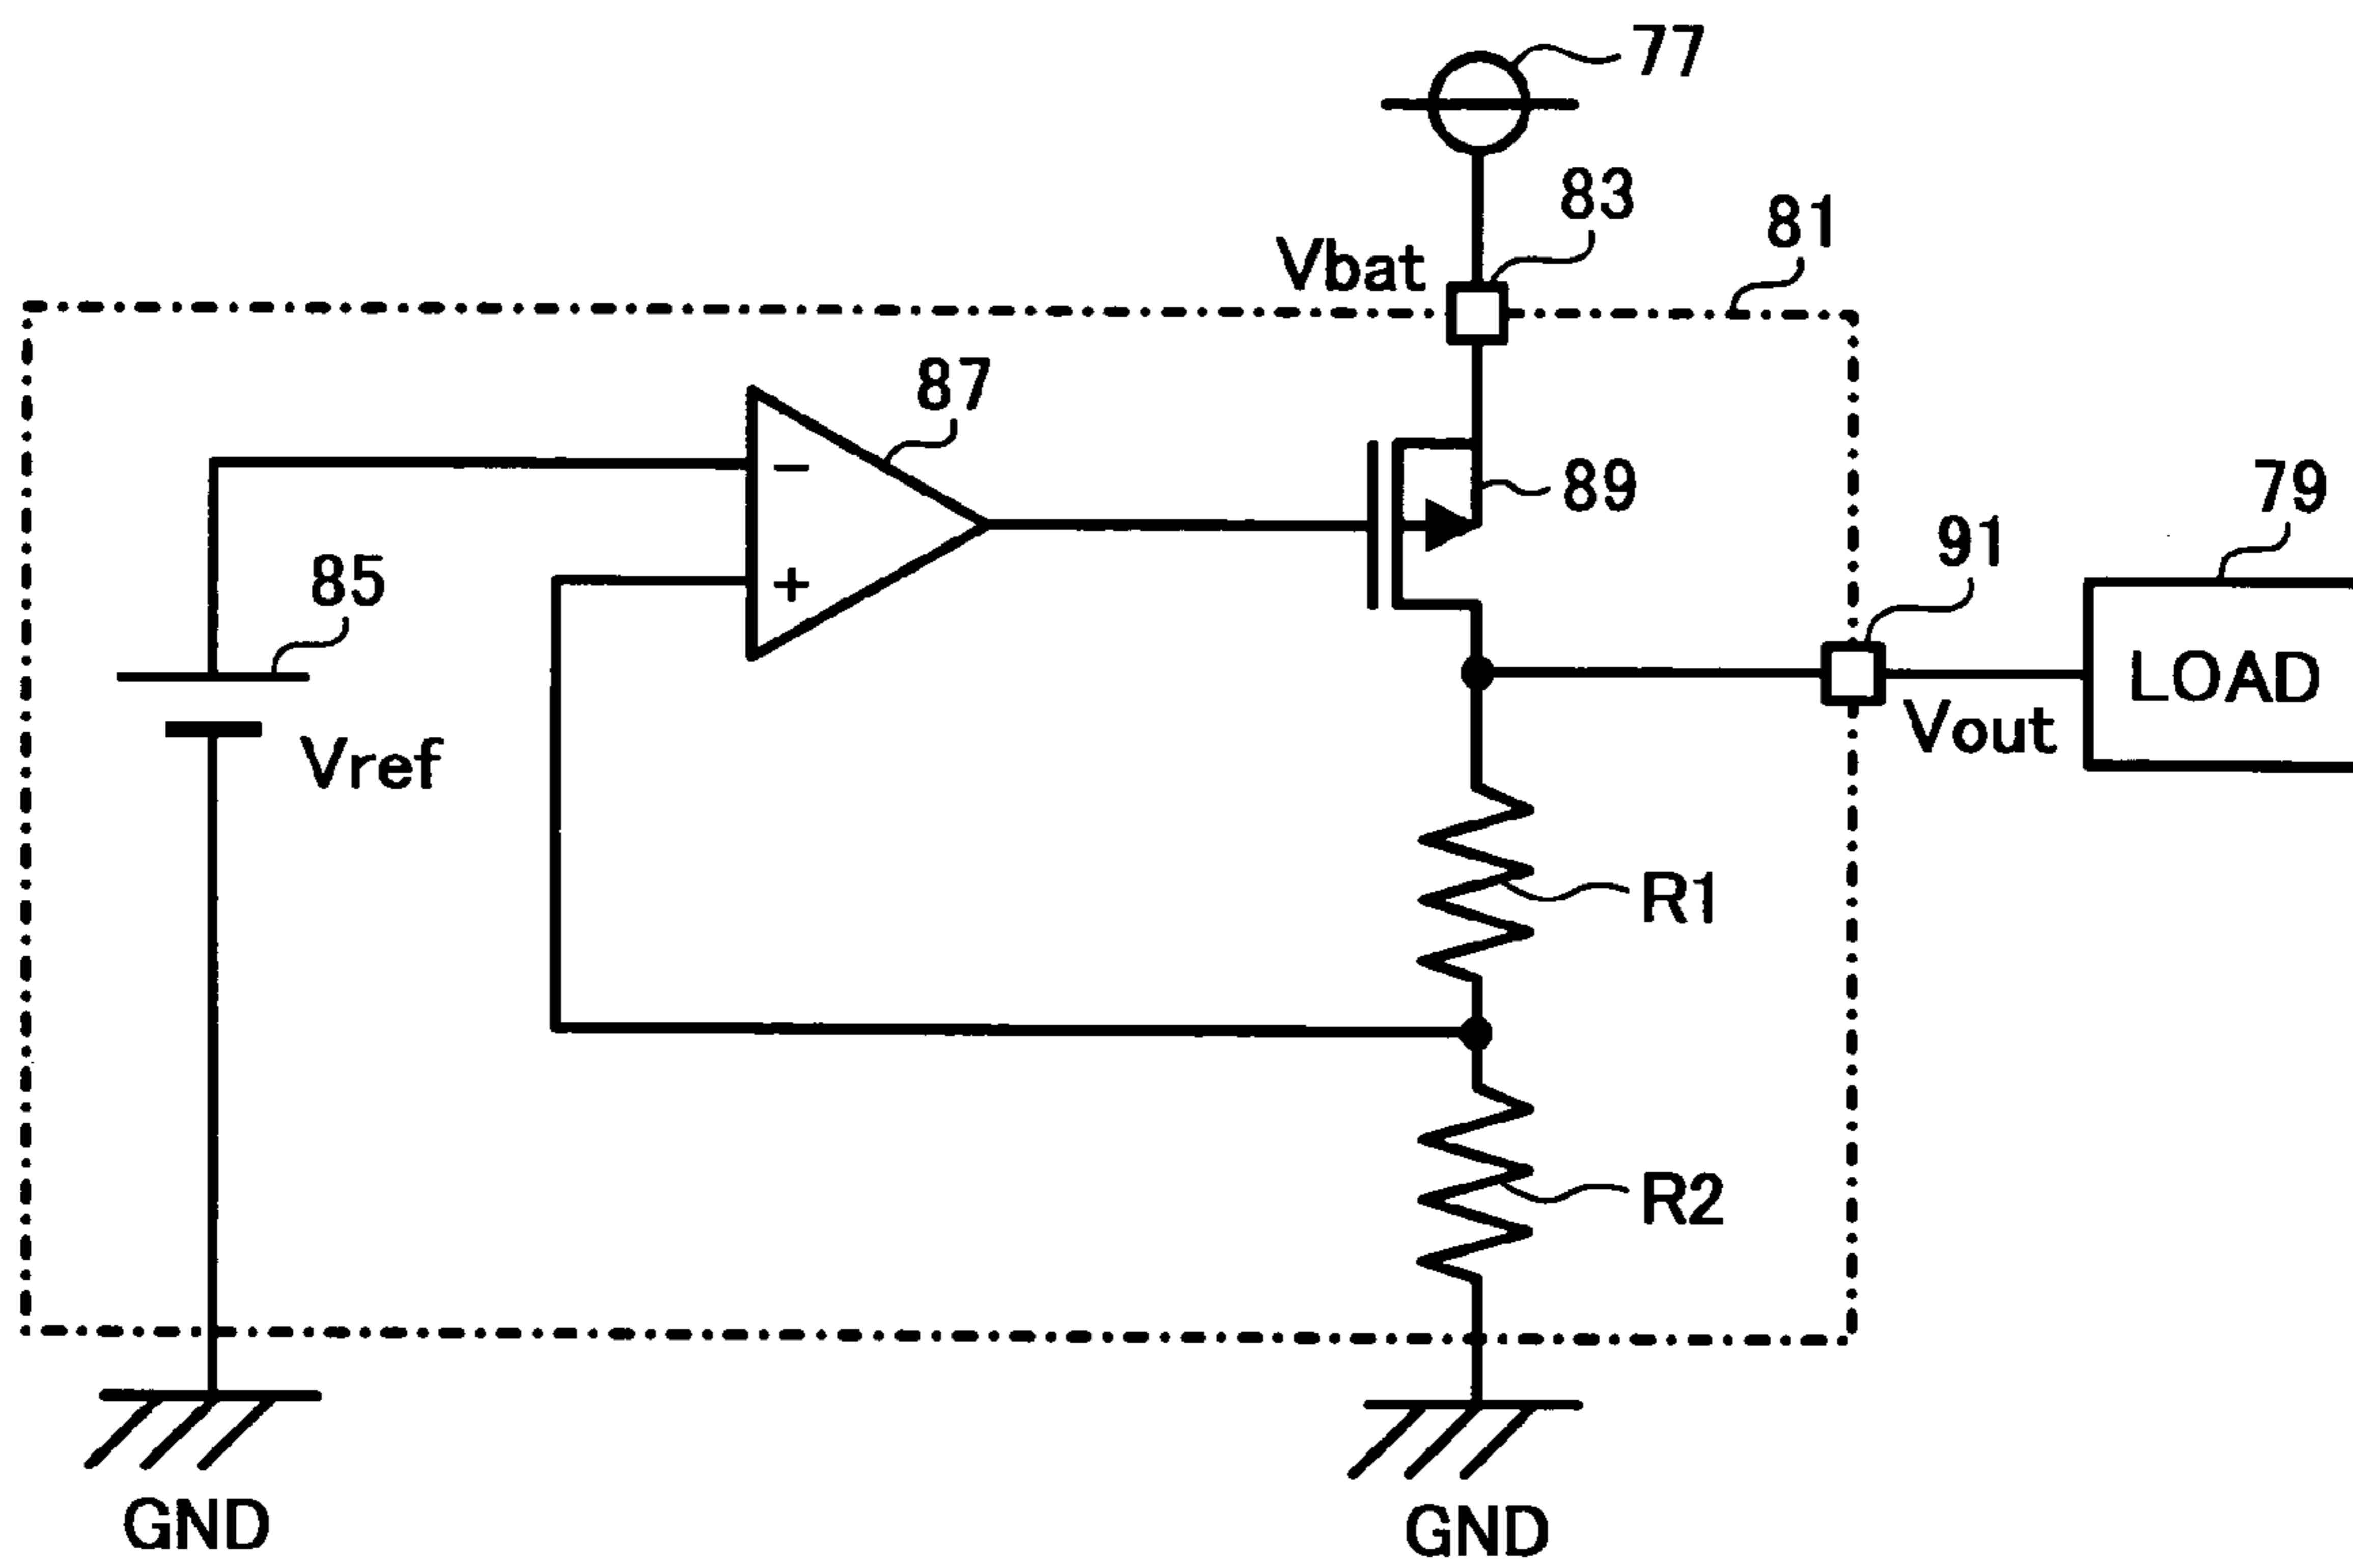 77
83
81
Vbat
87
89
79
91
85
−
+
LOAD
Vout
Vref
R1
R2
GND
GND